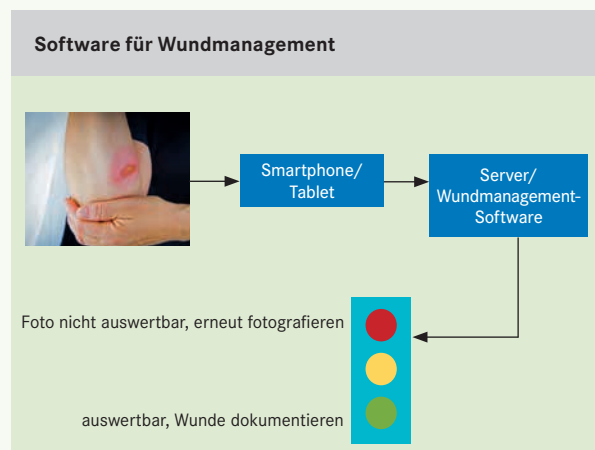 Software für Wundmanagement
Smartphone/
Tablet
Server/
Wundmanagement-
Software
Foto nicht auswertbar, erneut fotografieren
auswertbar, Wunde dokumentieren